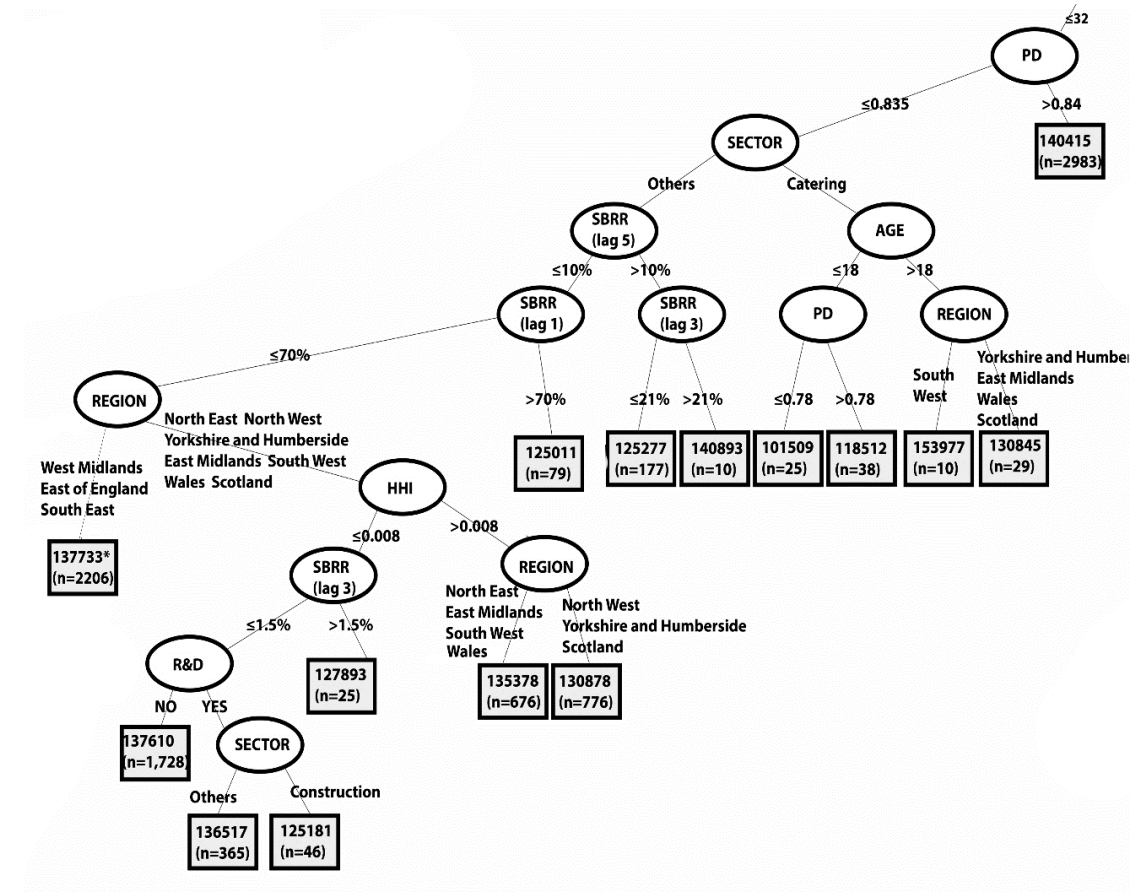 ≤32
PD
≤0.835
>0.84
140415
(n=2983)
SECTOR
Others
Catering
SBRR
(lag 5)
AGE
≤10%
>10%
≤18
>18
SBRR
(lag 1)
SBRR
(lag 3)
PD
REGION
≤70%
>70%
≤21%
>21%
≤0.78
>0.78
South
West
Yorkshire and Humber
East Midlands
Wales
Scotland
REGION
125011
(n=79)
125277
(n=177)
140893
(n=10)
101509
(n=25)
118512
(n=38)
153977
(n=10)
130845
(n=29)
West Midlands
East of England
South East
North East North West
Yorkshire and Humberside
East Midlands South West
Wales Scotland
HHI
137733*
(n=2206)
≤0.008
>0.008
SBRR
(lag 3)
REGION
≤1.5%
>1.5%
North East
East Midlands
South West
Wales
North West
Yorkshire and Humberside
Scotland
R&D
127893
(n=25)
135378
(n=676)
130878
(n=776)
NO
YES
137610
(n=1,728)
SECTOR
Others
Construction
136517
(n=365)
125181
(n=46)